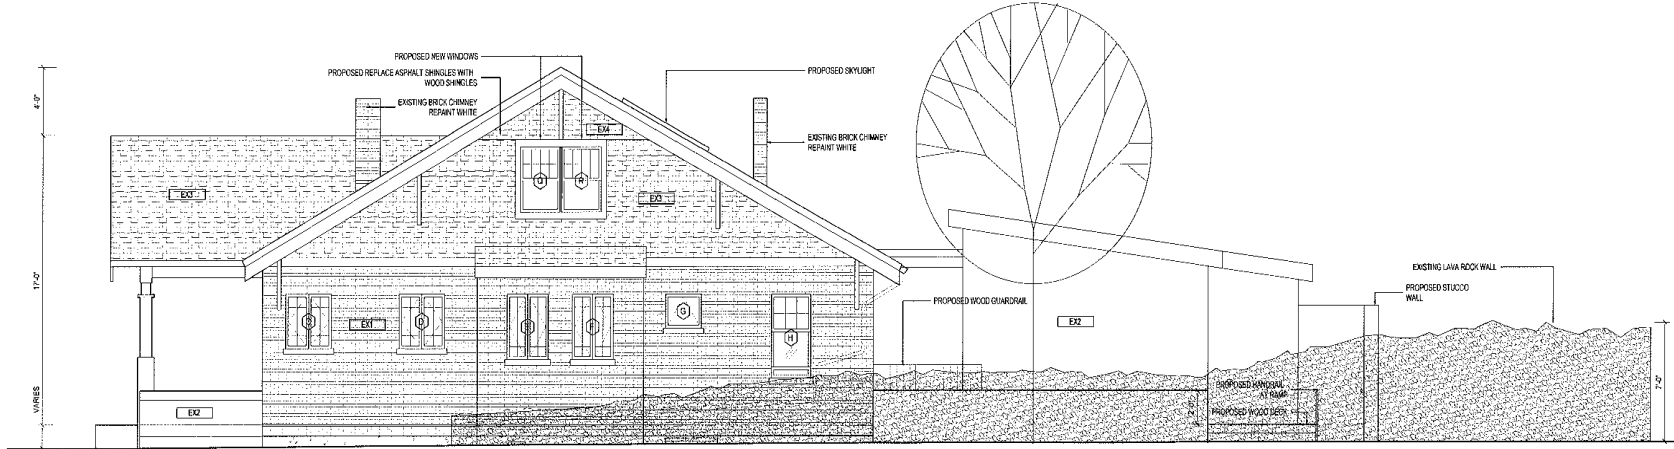 PROPOSED NEW WINDOWS
PROPOSED REPLACE ASPHALT SHINGLES WITH
WOOD SHINGLES
PROPOSED SKYLIGHT
4'-0"
EXISTING BRICK CHIMNEY
REPAINT WHITE
EX4
EXISTING BRICK CHIMNEY
REPAINT WHITE
Q
R
EX3
EX3
17'-0"
EXISTING LAVA ROCK WALL
PROPOSED STUCCO
WALL
PROPOSED WOOD GUARDRAIL
G
D
EX1
EX2
H
PROPOSED HANDRAIL
AT RAMP
7'-0"
VARIES
PROPOSED WOOD DECK
EX2